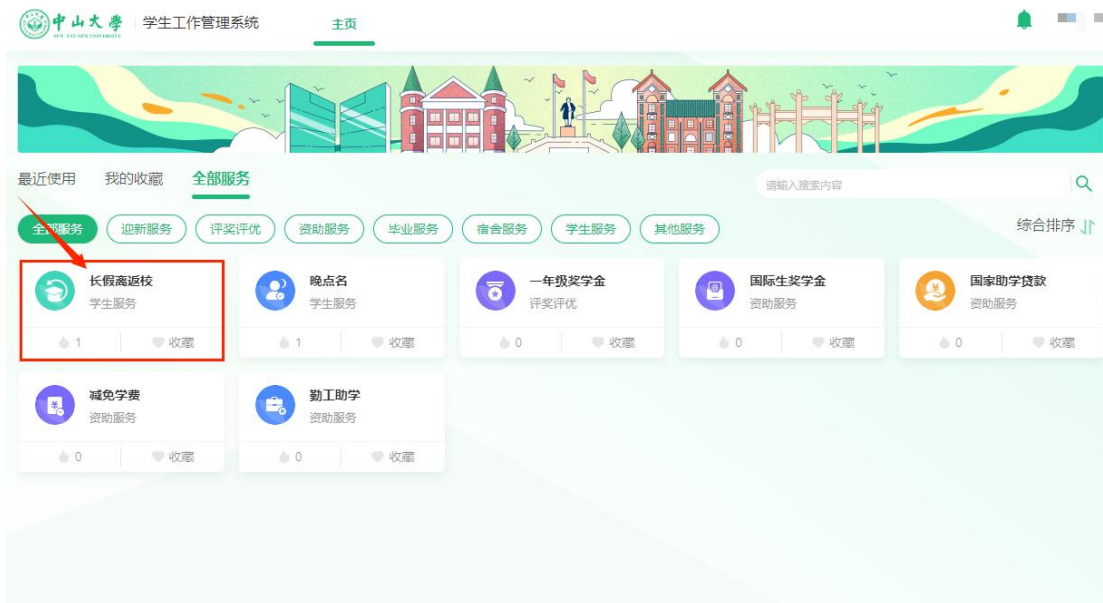 中山大学 学生工作管理系统 主页
SUN YAT-SEN UNIVERSITY
最近使用 我的收藏 全部服务 请输入搜索内容
全部服务 迎新服务 评奖评优 资助服务 毕业服务 宿舍服务 学生服务 其他服务 综合排序
长假离返校 晚点名 一年级奖学金 国际生奖学金 国家助学贷款
学生服务 学生服务 评奖评优 资助服务 资助服务
1 收藏 1 收藏 0 收藏 0 收藏 0 收藏
减免学费 勤工助学
资助服务 资助服务
0 收藏 0 收藏